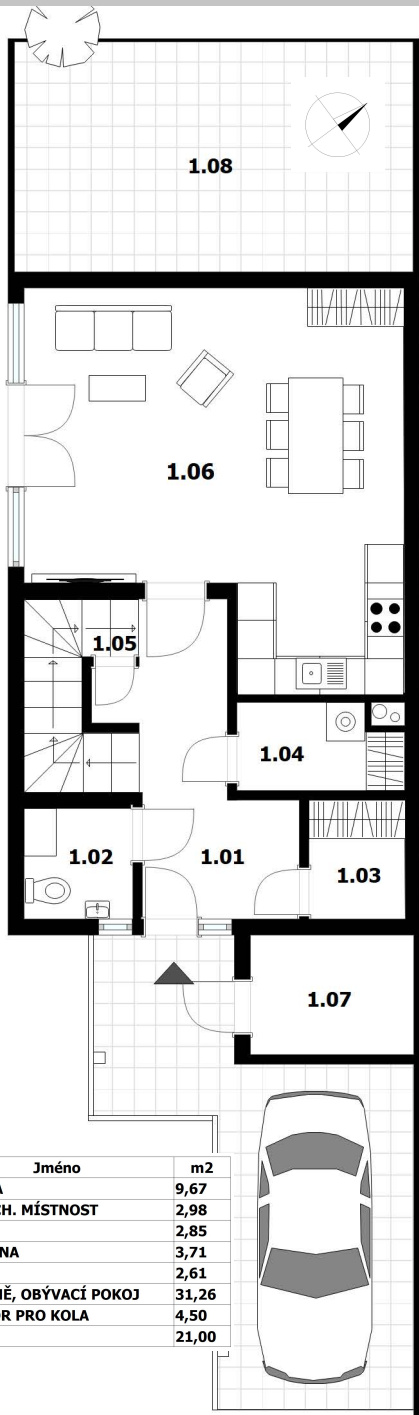 1.08
1.06
1.05
1.04
1.02
1.01
1.03
1.07
Jméno m2
A 9,67
CH. MÍSTNOST 2,98
2,85
NA 3,71
2,61
NĚ, OBÝVACÍ POKOJ 31,26
OR PRO KOLA 4,50
21,00